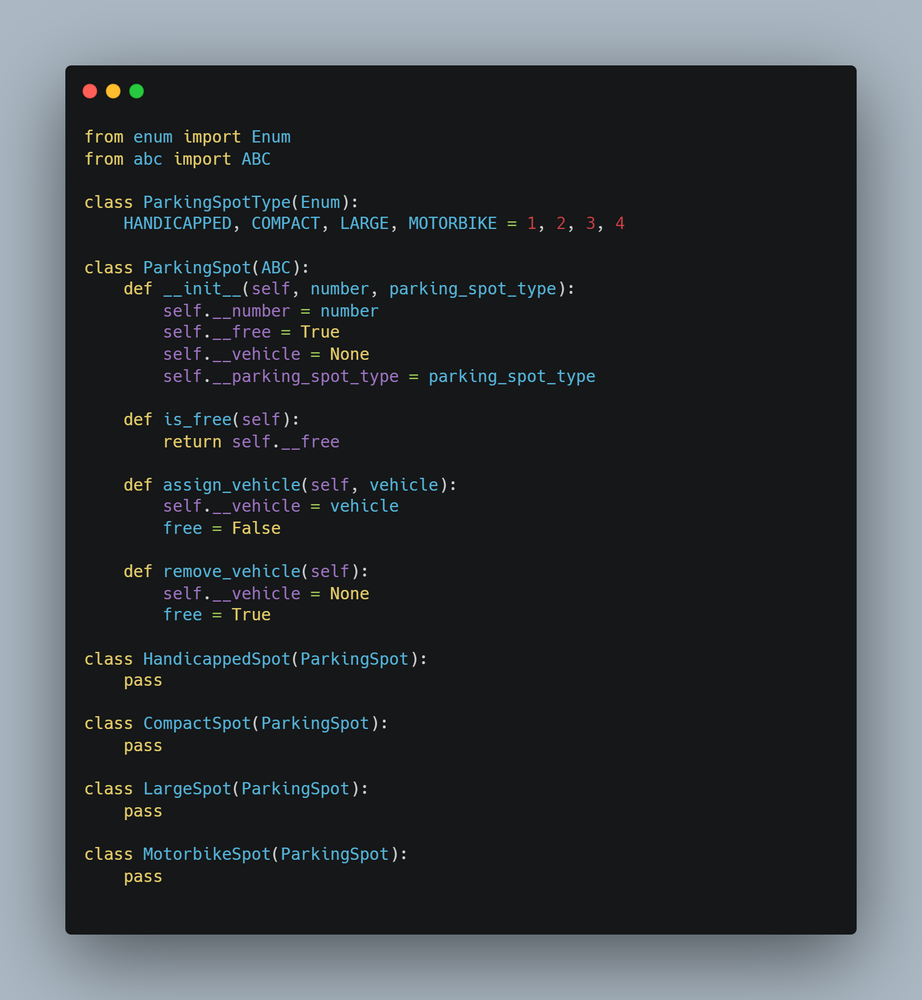 from enum import Enum
from abc import ABC

class ParkingSpotType(Enum):
    HANDICAPPED, COMPACT, LARGE, MOTORBIKE = 1, 2, 3, 4

class ParkingSpot(ABC):
    def __init__(self, number, parking_spot_type):
        self.__number = number
        self.__free = True
        self.__vehicle = None
        self.__parking_spot_type = parking_spot_type

    def is_free(self):
        return self.__free

    def assign_vehicle(self, vehicle):
        self.__vehicle = vehicle
        free = False

    def remove_vehicle(self):
        self.__vehicle = None
        free = True

class HandicappedSpot(ParkingSpot):
    pass

class CompactSpot(ParkingSpot):
    pass

class LargeSpot(ParkingSpot):
    pass

class MotorbikeSpot(ParkingSpot):
    pass